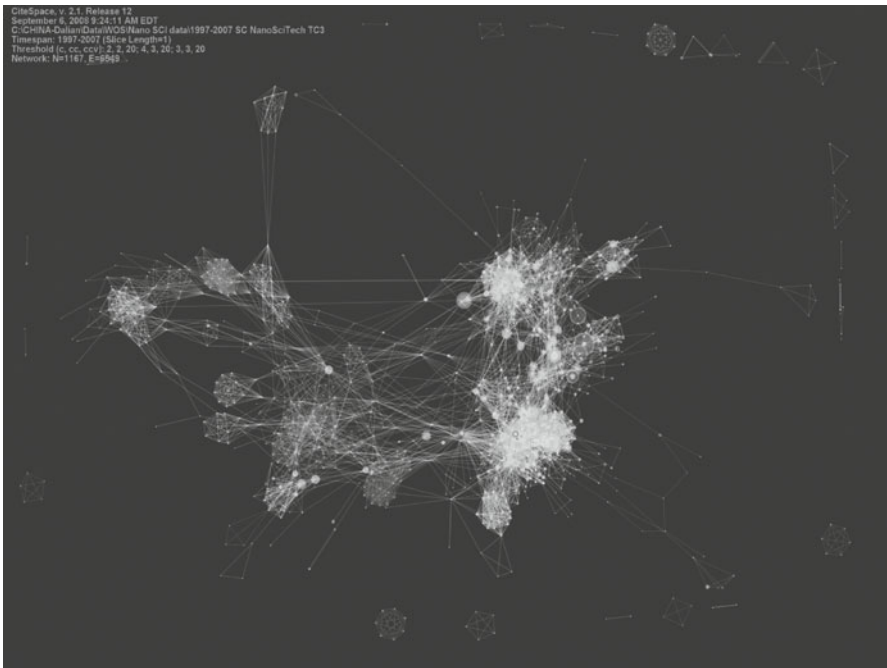 CiteSpace, v. 2.1. Release 12
September 6, 2008 9:24:11 AM EDT
C:\CHINA-Dalian\Data\WOS\Nano SCI data\1997-2007 SC NanoSciTech TC3
Timespan: 1997-2007 (Slice Length=1)
Threshold (c, cc, ccv): 2, 2, 20; 4, 3, 20; 3, 3, 20
Network: N=1167,